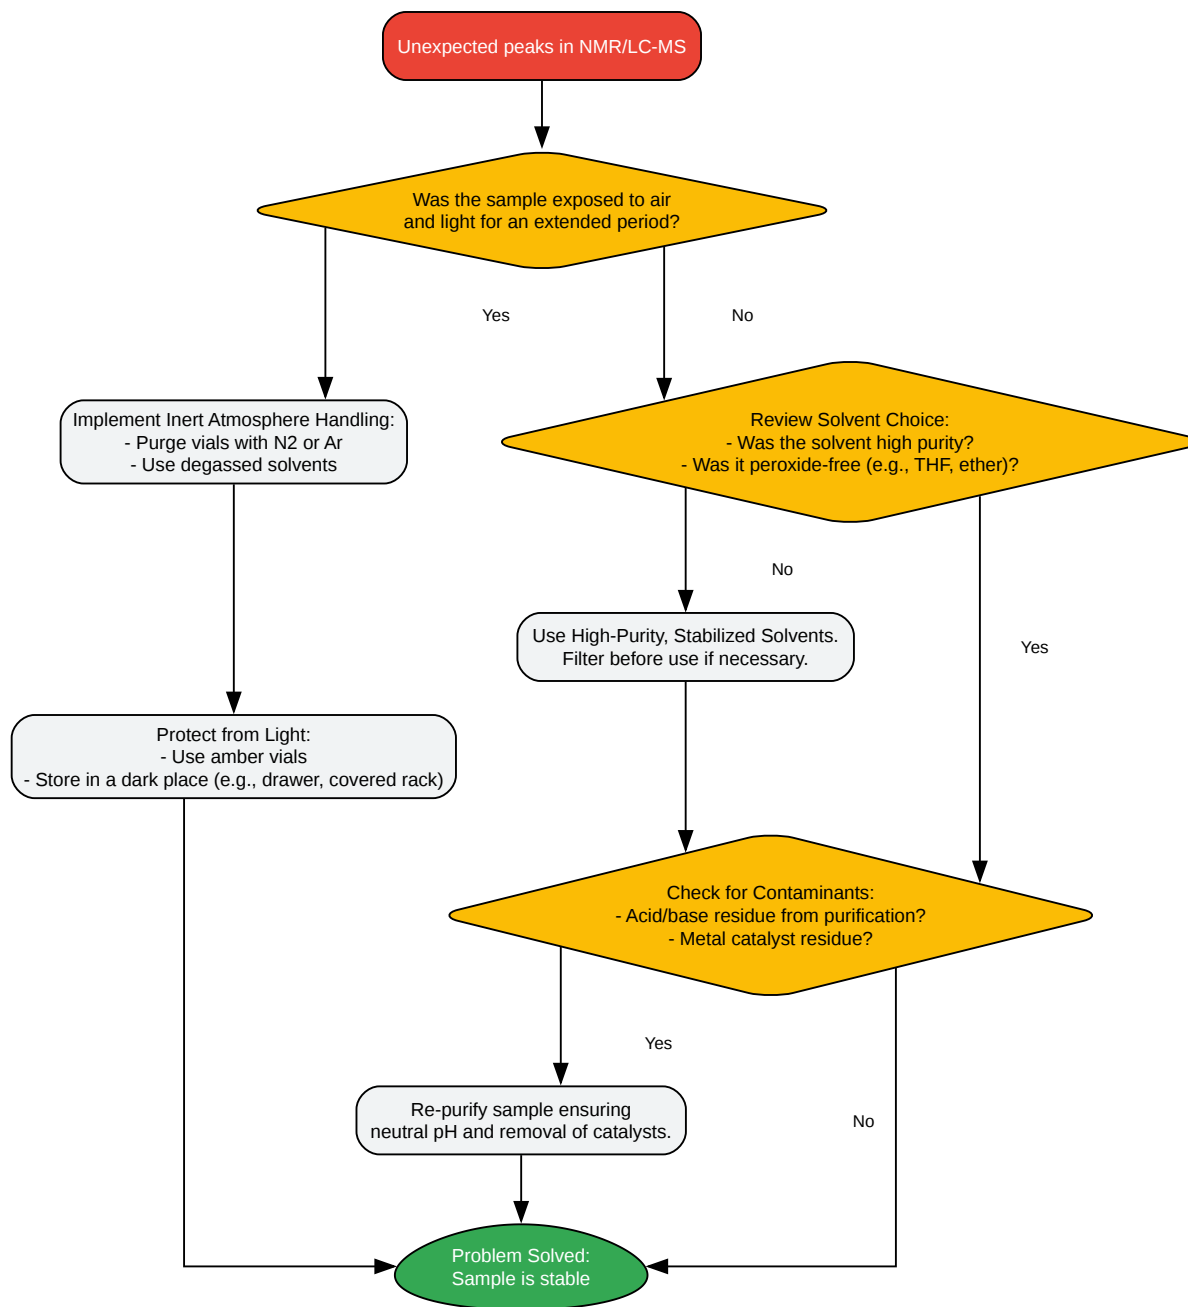 Unexpected peaks in NMR/LC-MS
Was the sample exposed to air
and light for an extended period?
Yes
No
Implement Inert Atmosphere Handling:
- Purge vials with N2 or Ar
- Use degassed solvents
Review Solvent Choice:
- Was the solvent high purity?
- Was it peroxide-free (e.g., THF, ether)?
No
Yes
Use High-Purity, Stabilized Solvents.
Filter before use if necessary.
Protect from Light:
- Use amber vials
- Store in a dark place (e.g., drawer, covered rack)
Check for Contaminants:
- Acid/base residue from purification?
- Metal catalyst residue?
Yes
No
Re-purify sample ensuring
neutral pH and removal of catalysts.
Problem Solved:
Sample is stable